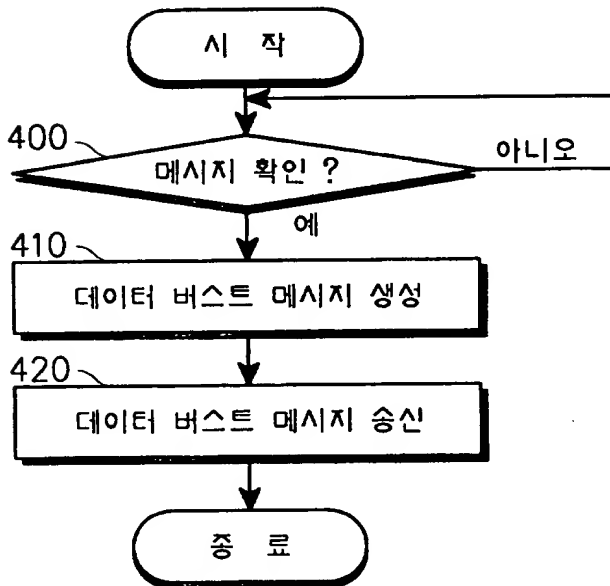 시 작
400
메시지 확인 ?
아니오
예
410
데이터 버스트 메시지 생성
420
데이터 버스트 메시지 송신
종 료